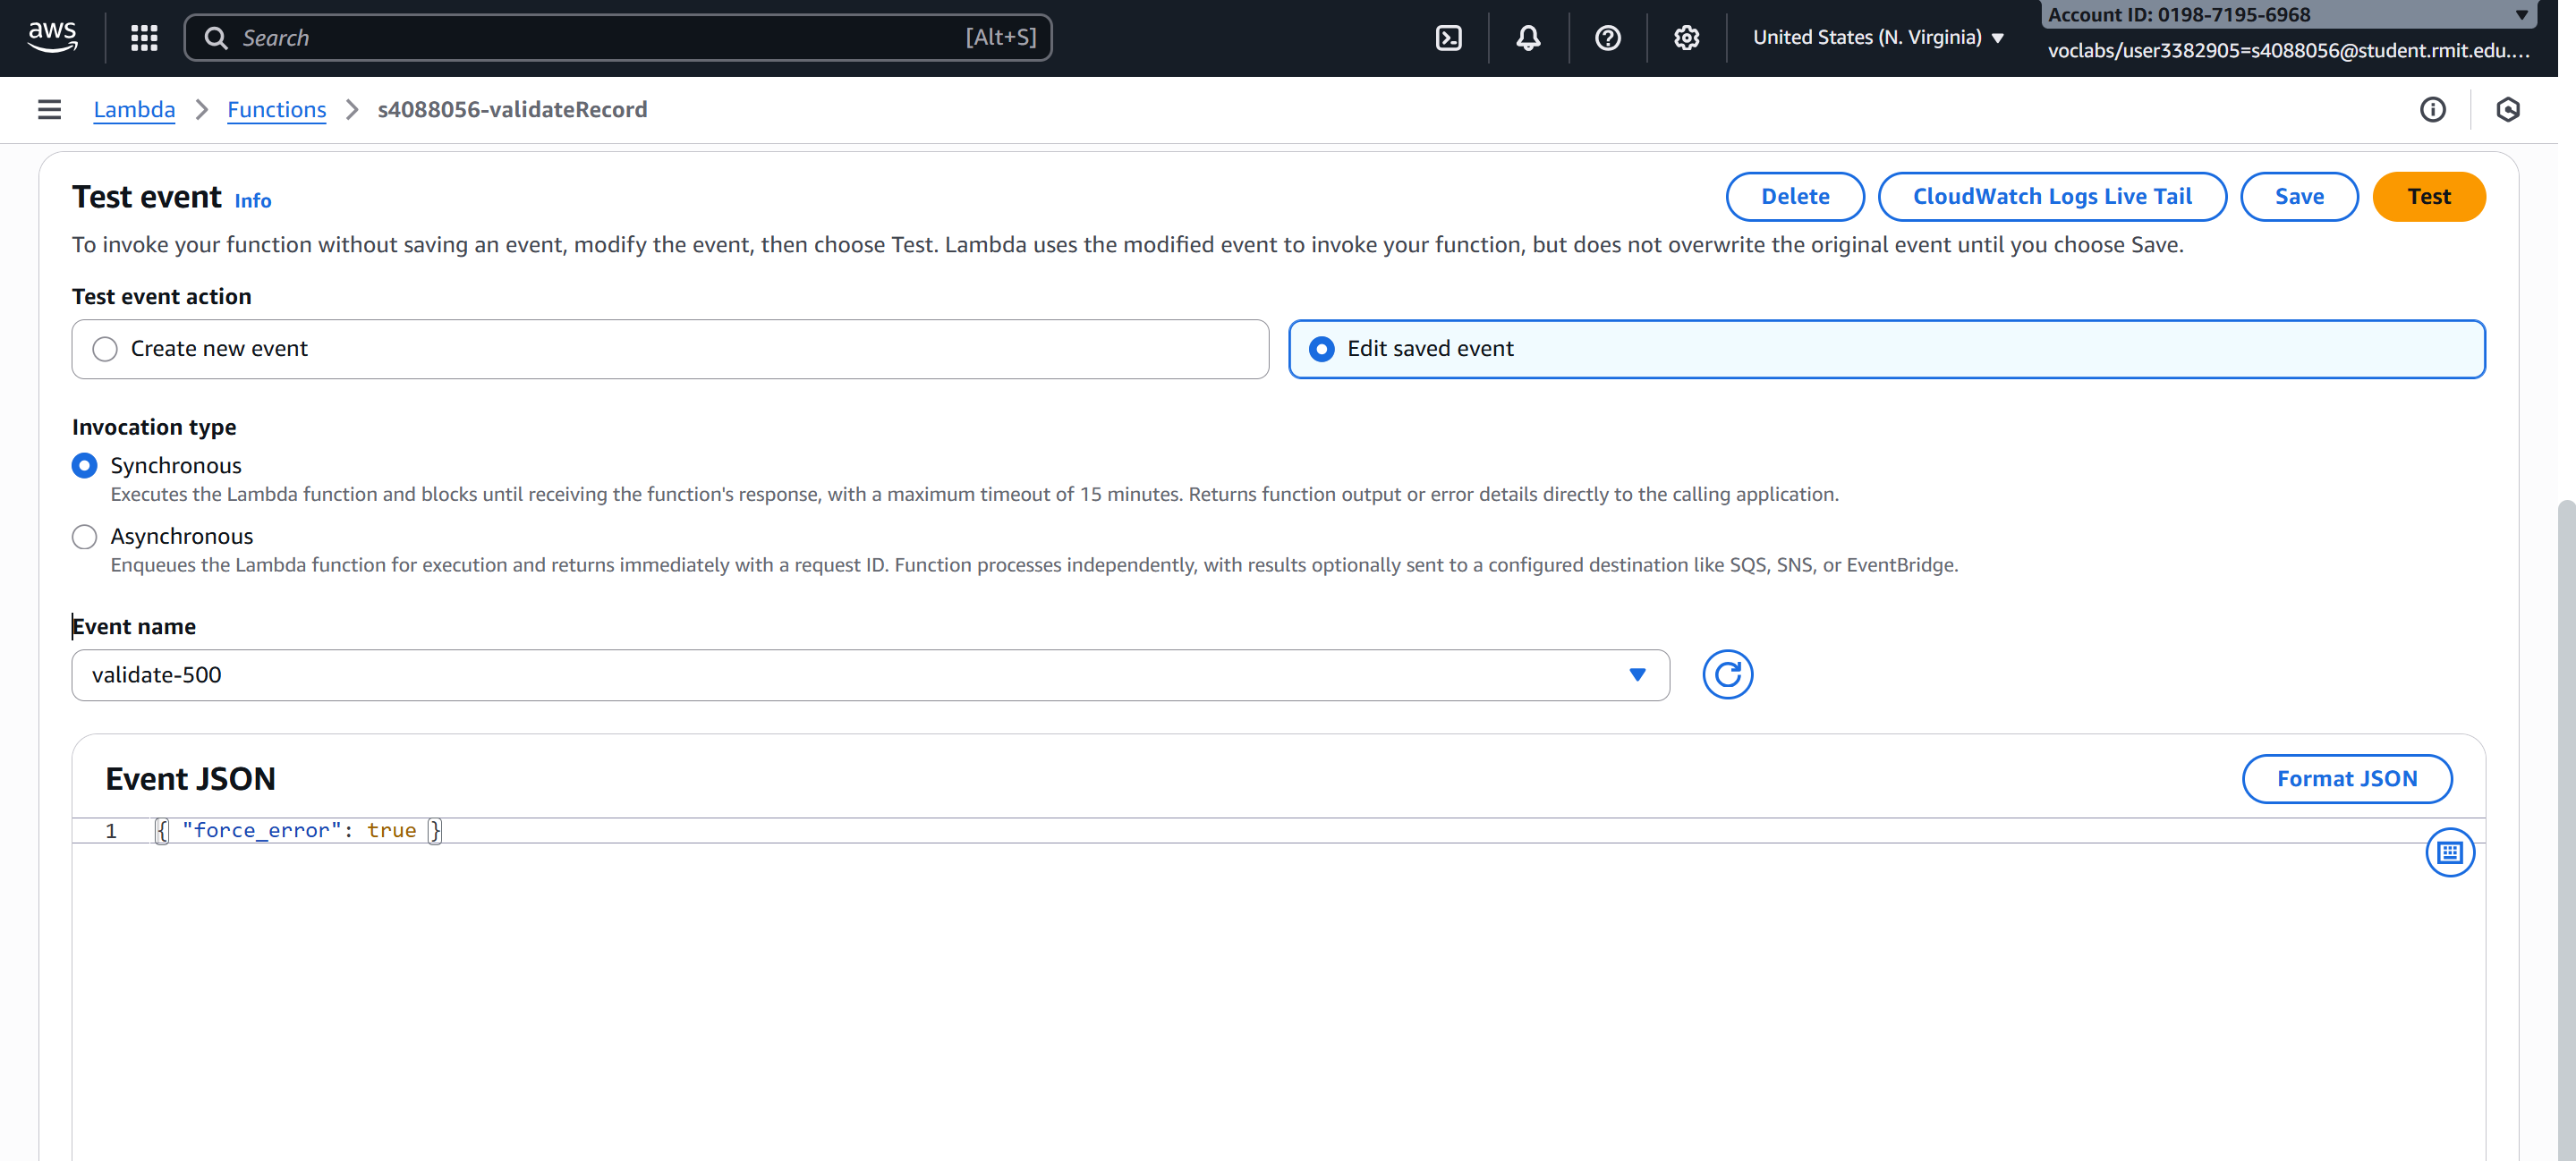 aws
Search [Alt+S]
United States (N. Virginia)
Account ID: 0198-7195-6968
voclabs/user3382905=s4088056@student.rmit.edu....
Lambda > Functions > s4088056-validateRecord
Test event Info
Delete
CloudWatch Logs Live Tail
Save
Test
To invoke your function without saving an event, modify the event, then choose Test. Lambda uses the modified event to invoke your function, but does not overwrite the original event until you choose Save.
Test event action
Create new event
Edit saved event
Invocation type
Synchronous
Executes the Lambda function and blocks until receiving the function's response, with a maximum timeout of 15 minutes. Returns function output or error details directly to the calling application.
Asynchronous
Enqueues the Lambda function for execution and returns immediately with a request ID. Function processes independently, with results optionally sent to a configured destination like SQS, SNS, or EventBridge.
Event name
validate-500
Event JSON
Format JSON
1 { "force_error": true }